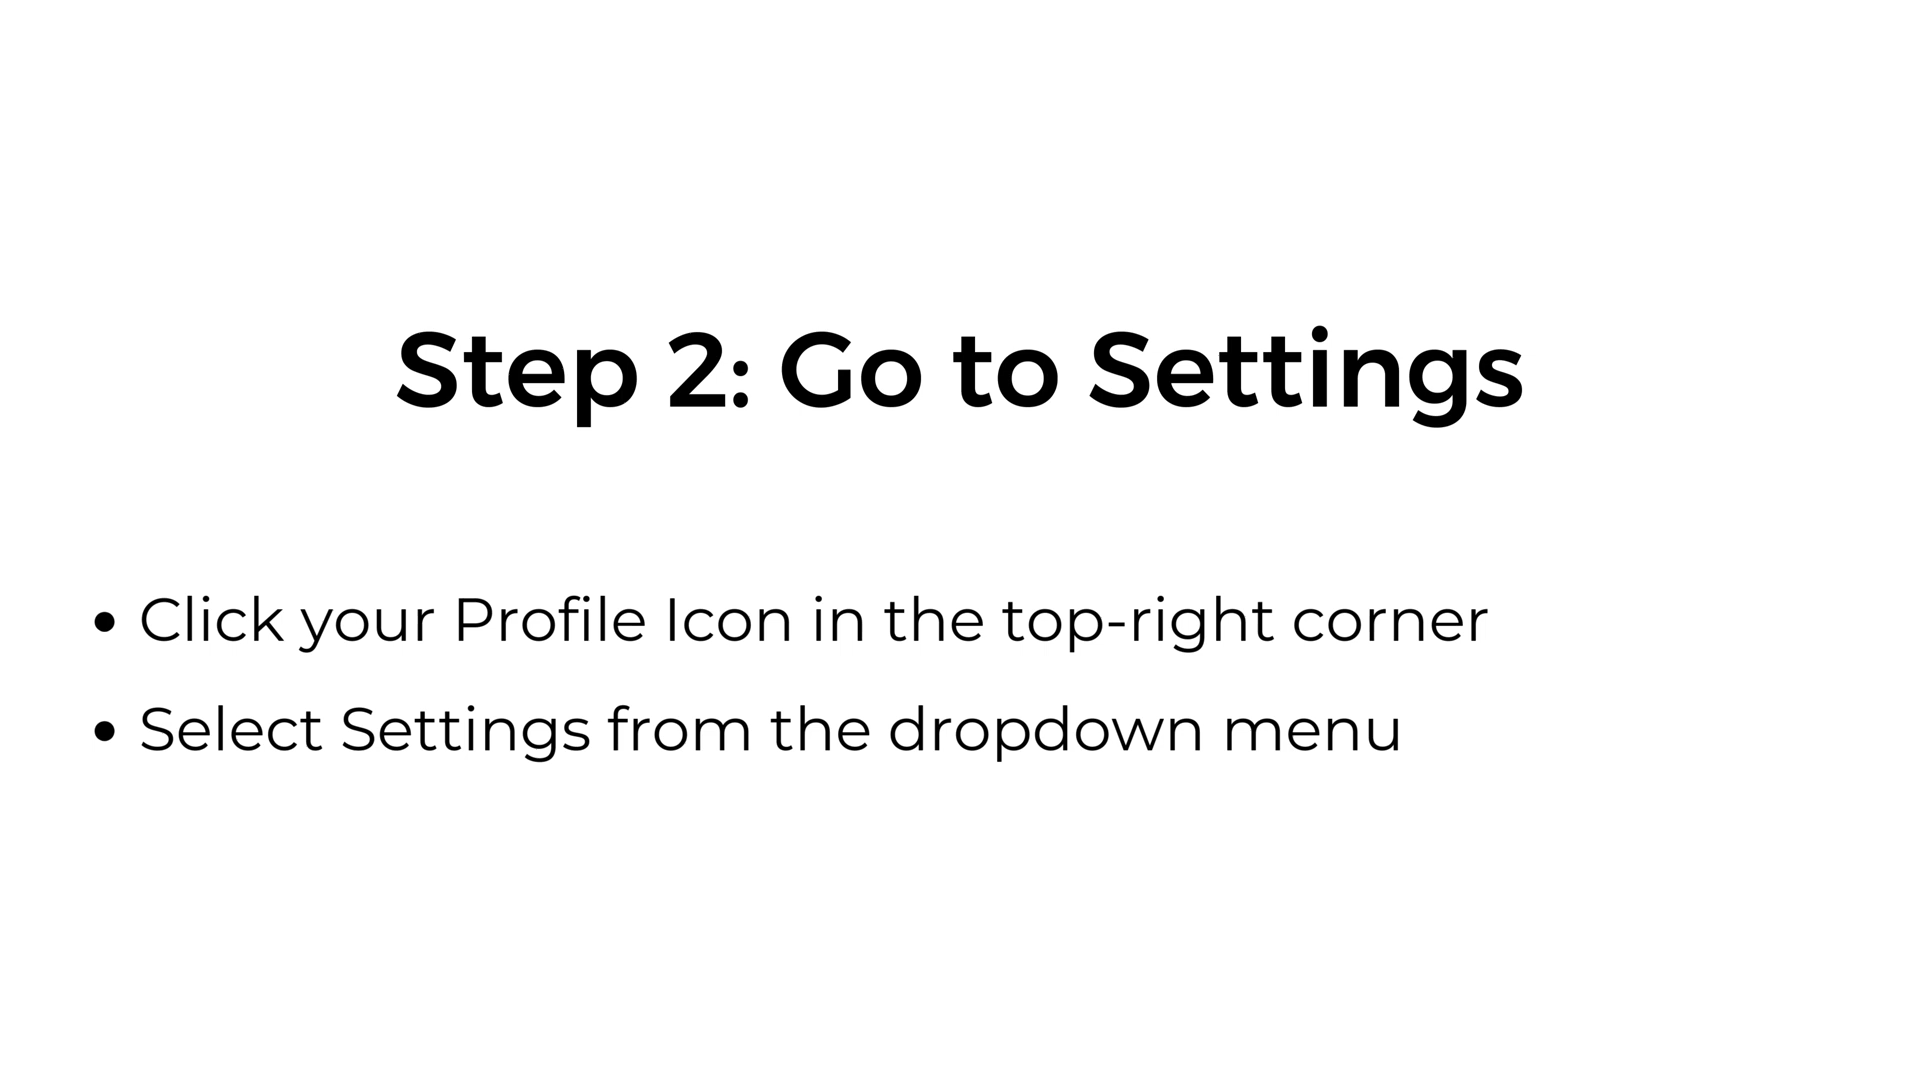 Step 2: Go to Settings
• Click your Profile Icon in the top-right corner
• Select Settings from the dropdown menu